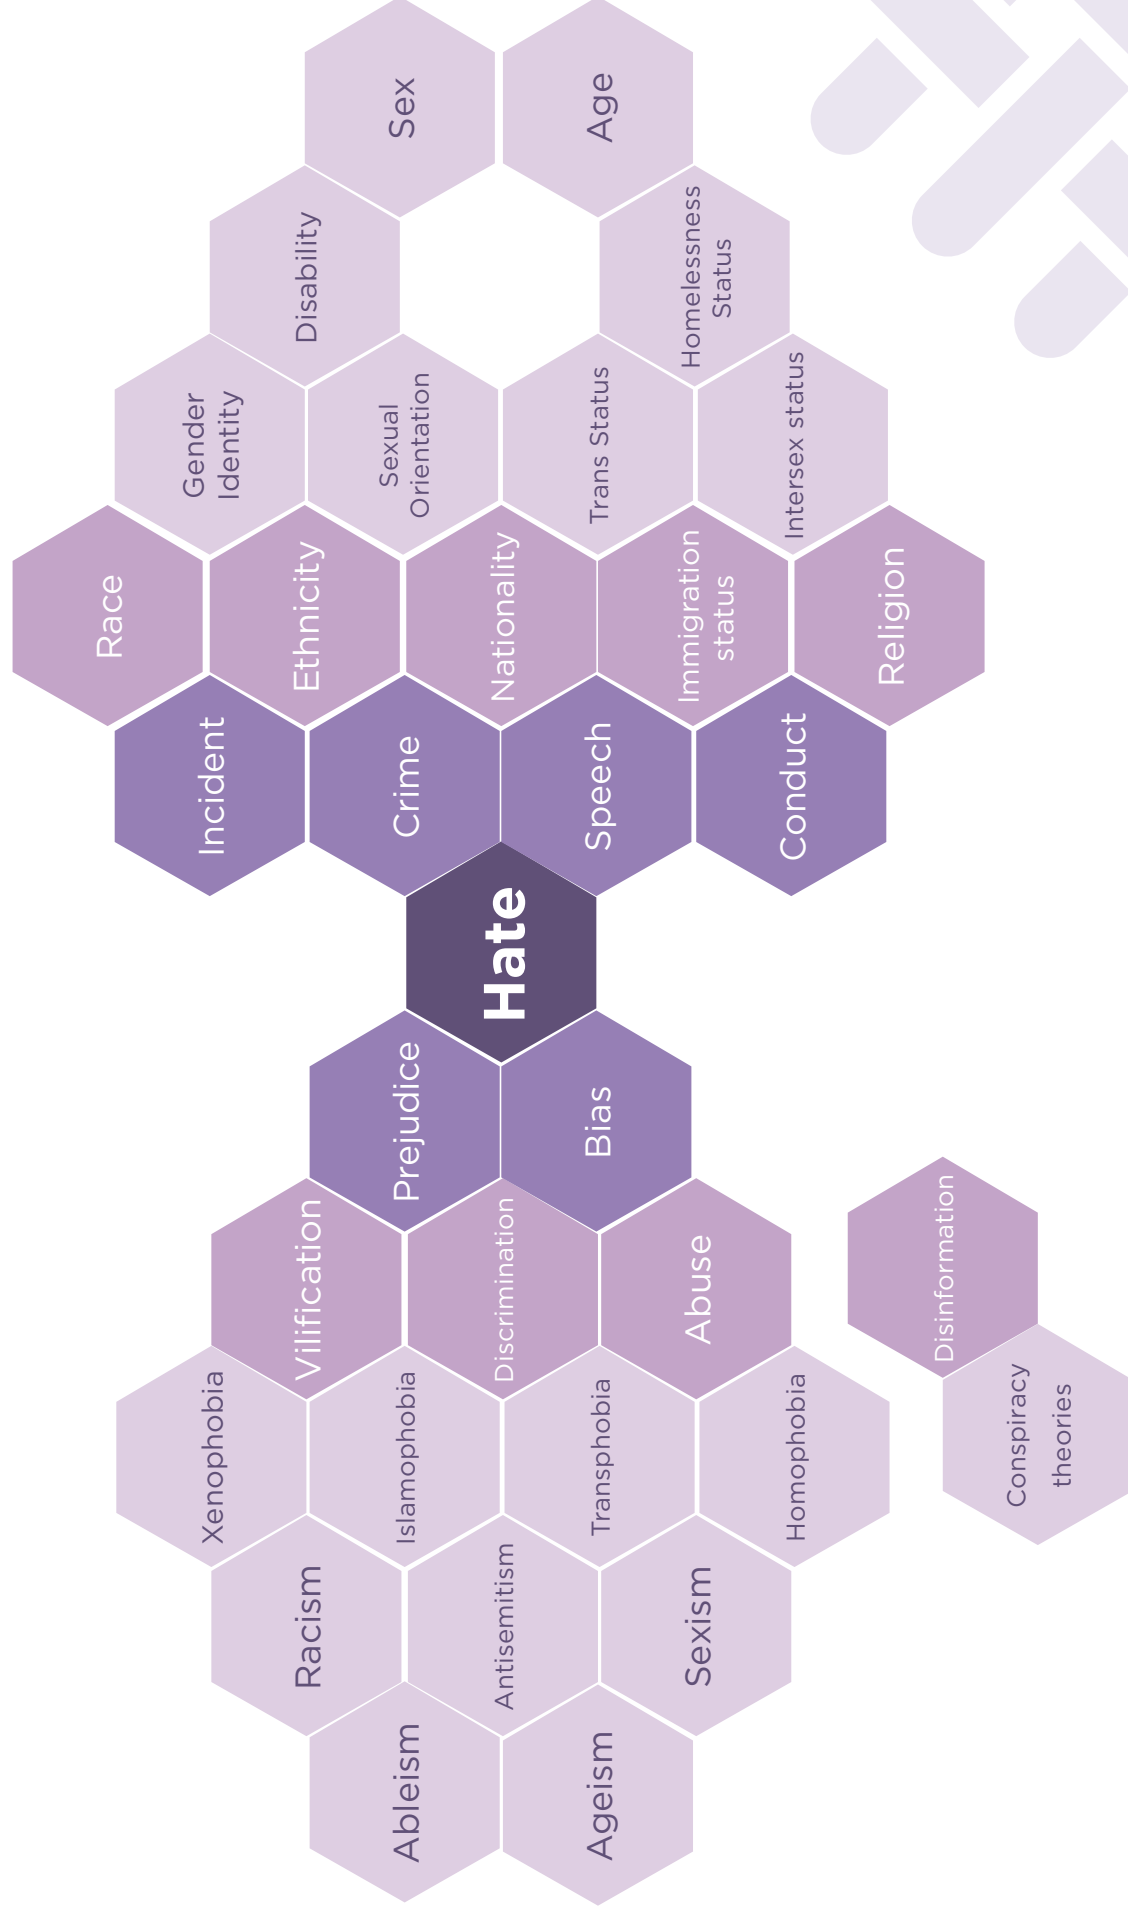 Race
Xenophobia
Incident
Gender
Identity
Racism
Vilification
Ethnicity
Disability
Ableism
Islamophobia
Prejudice
Crime
Sexual
Orientation
Sex
Antisemitism
Discrimination
Hate
Nationality
Ageism
Transphobia
Bias
Speech
Trans Status
Age
Sexism
Abuse
Immigration
status
Homelessness
Status
Homophobia
Conduct
Intersex status
Religion
Disinformation
Conspiracy
theories